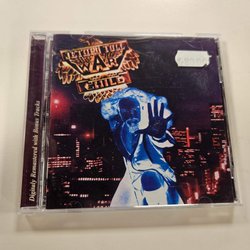 JETHRO TULL
WAR
CHILD
Digitally Remastered with Bonus Tracks